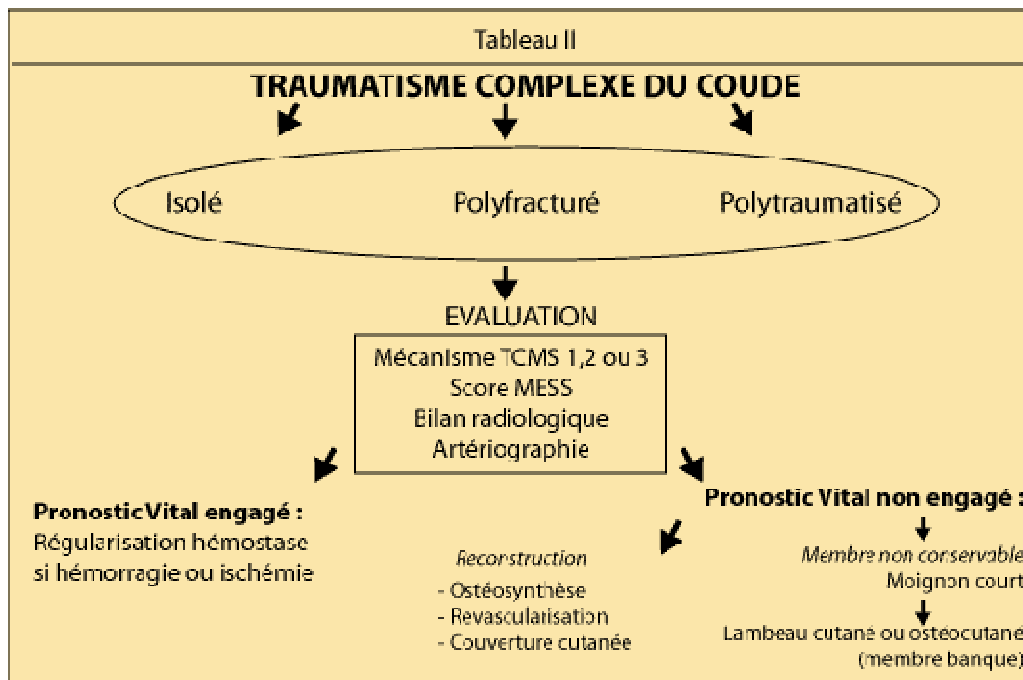 Tableau II
TRAUMATISME COMPLEXE DU COUDE
Isolé Polyfracturé Polytraumatisé
EVALUATION
Mécanisme TCMS 1,2 ou 3
Score MESS
Bilan radiologique
Artériographie
Pronostic Vital engagé :
Régularisation hémostase
si hémorragie ou ischémie
Reconstruction
- Ostéosynthèse
- Revascularisation
- Couverture cutanée
Pronostic Vital non engagé :
Membre non conservable
Moignon court
Lambeau cutané ou ostéocutané
(membre banque)